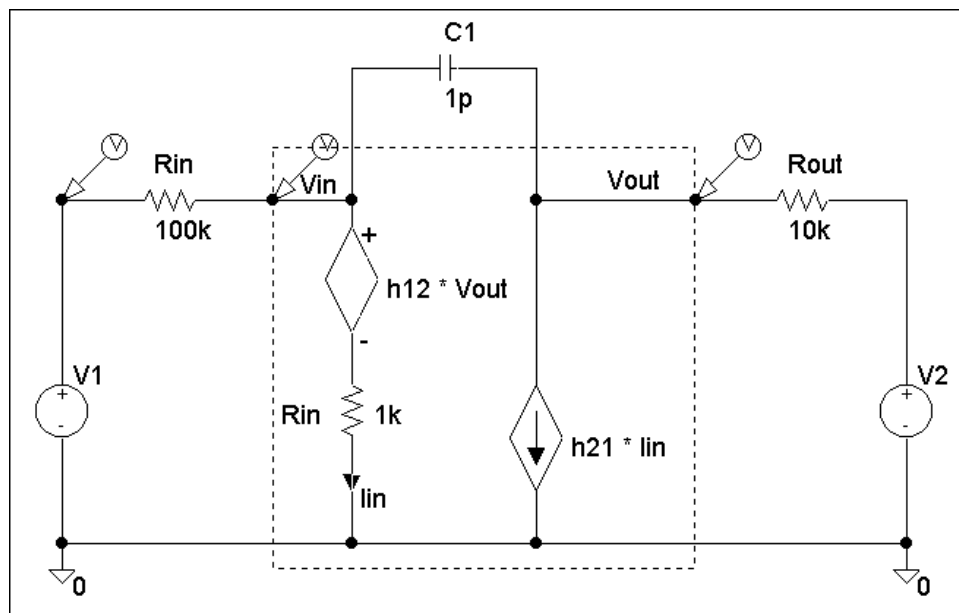 C1
1p
V
V
V
Rin
Vin
Vout
Rout
100k
10k
+
h12 * Vout
-
V1
+
-
Rin
1k
V2
+
-
h21 * Iin
Iin
0
0